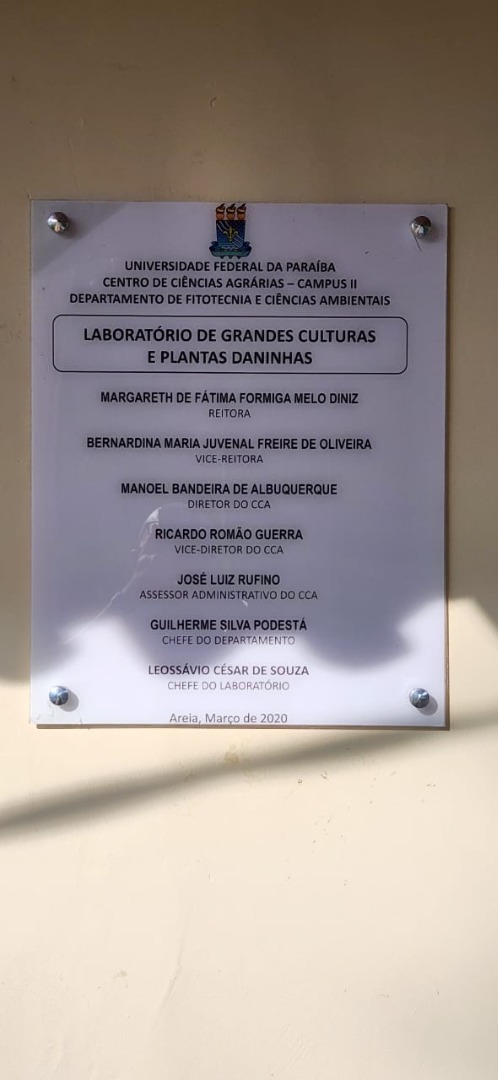 UNIVERSIDADE FEDERAL DA PARAÍBA
CENTRO DE CIÊNCIAS AGRÁRIAS – CAMPUS II
DEPARTAMENTO DE FITOTECNIA E CIÊNCIAS AMBIENTAIS
LABORATÓRIO DE GRANDES CULTURAS
E PLANTAS DANINHAS
MARGARETH DE FÁTIMA FORMIGA MELO DINIZ
REITORA
BERNARDINA MARIA JUVENAL FREIRE DE OLIVEIRA
VICE-REITORA
MANOEL BANDEIRA DE ALBUQUERQUE
DIRETOR DO CCA
RICARDO ROMÃO GUERRA
VICE-DIRETOR DO CCA
JOSÉ LUIZ RUFINO
ASSESSOR ADMINISTRATIVO DO CCA
GUILHERME SILVA PODESTÁ
CHEFE DO DEPARTAMENTO
LEOSSÁVIO CÉSAR DE SOUZA
CHEFE DO LABORATÓRIO
Areia, Março de 2020